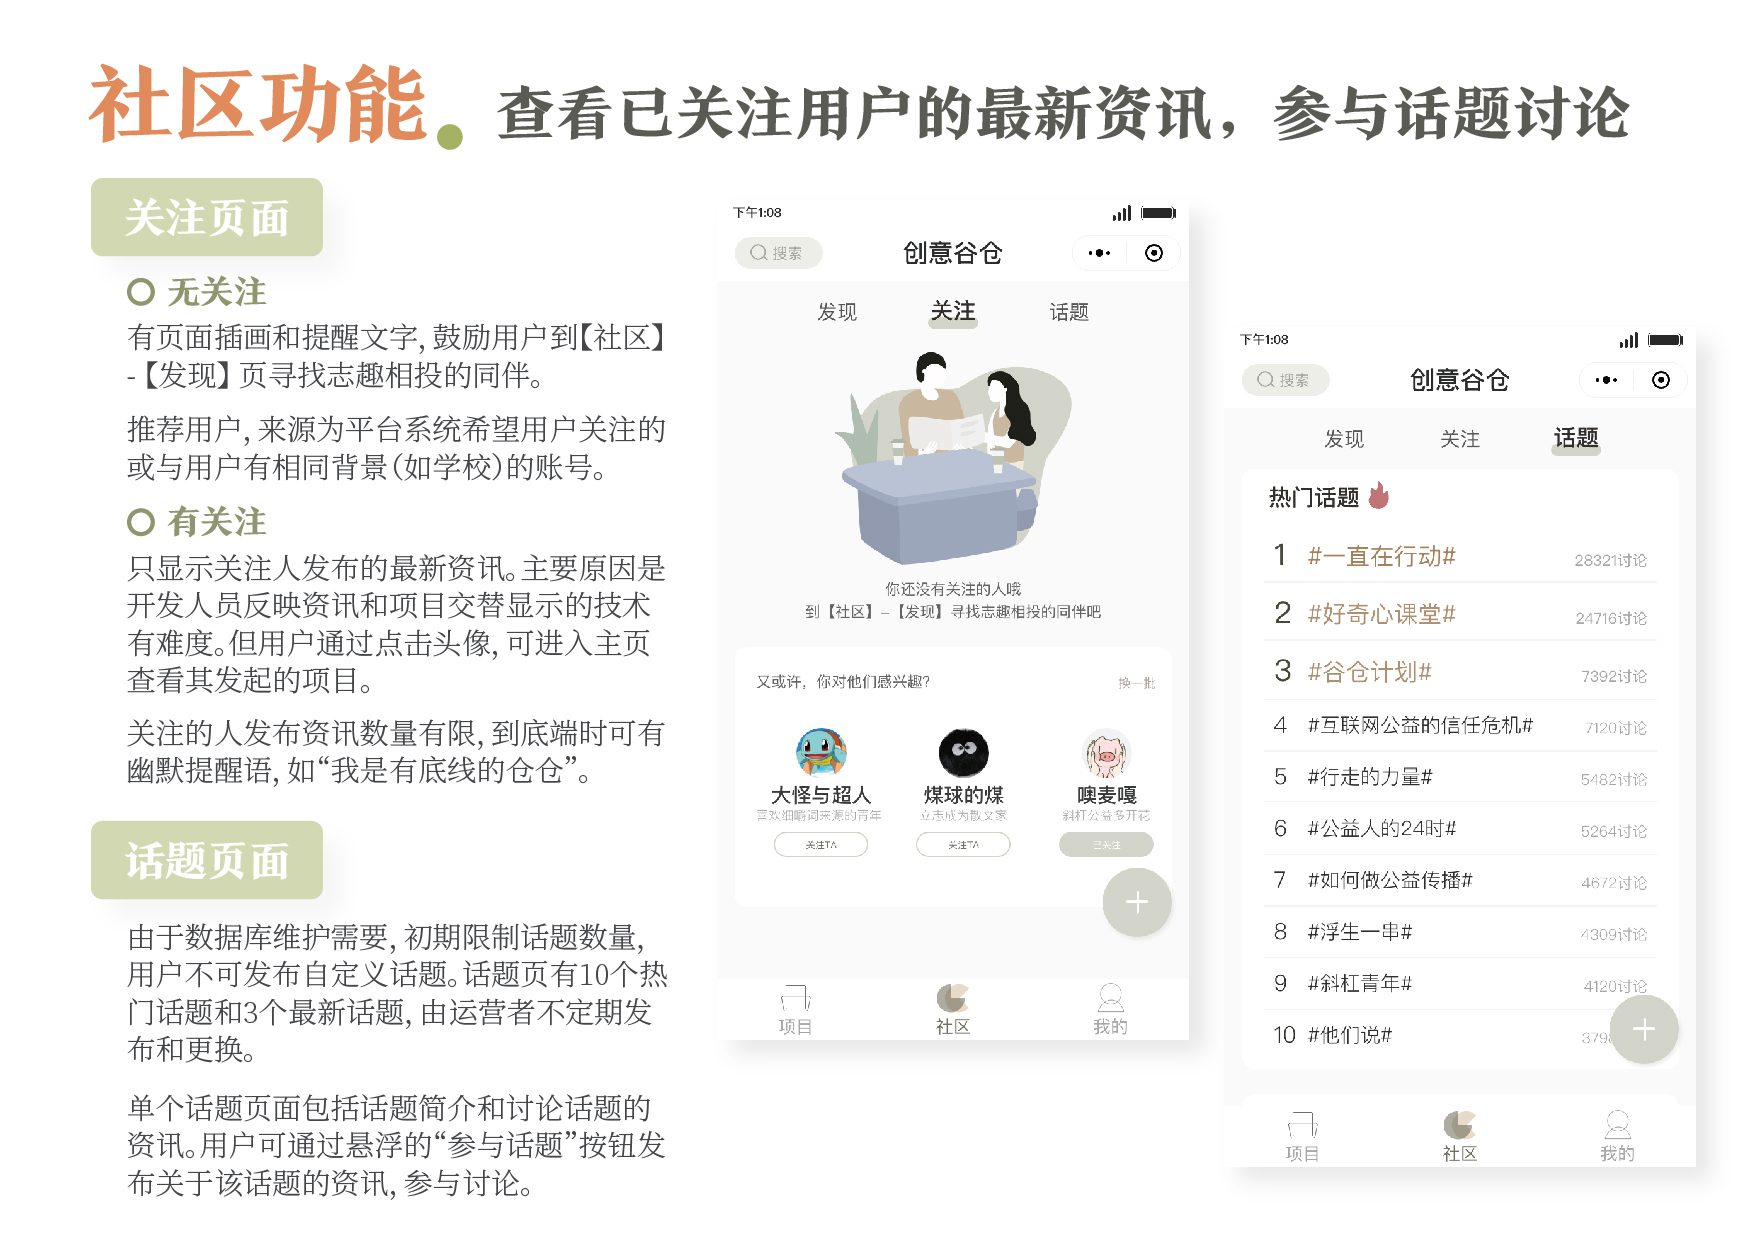 社区功能
查看已关注用户的最新资讯，参与话题讨论
关注页面
无关注
有页面插画和提醒文字，鼓励用户到【社区】
-【发现】页寻找志趣相投的同伴。
推荐用户，来源为平台系统希望用户关注的
或与用户有相同背景（如学校）的账号。
有关注
只显示关注人发布的最新资讯。主要原因是
开发人员反映资讯和项目交替显示的技术
有难度。但用户通过点击头像，可进入主页
查看其发起的项目。
关注的人发布资讯数量有限，到底端时可有
幽默提醒语，如“我是有底线的仓仓”。
话题页面
由于数据库维护需要，初期限制话题数量，
用户不可发布自定义话题。话题页有10个热
门话题和3个最新话题，由运营者不定期发
布和更换。
单个话题页面包括话题简介和讨论话题的
资讯。用户可通过悬浮的“参与话题”按钮发
布关于该话题的资讯，参与讨论。
下午1:08
搜索 创意谷仓
发现 关注 话题
你还没有关注的人哦
到【社区】–【发现】寻找志趣相投的同伴吧
又或许，你对他们感兴趣？ 换一批
大怪与超人 煤球的煤 噢麦嘎
喜欢细嚼词来源的青年 立志成为散文家 斜杠公益多开花
关注TA 关注TA 已关注
项目 社区 我的
下午1:08
搜索 创意谷仓
发现 关注 话题
热门话题
1 #一直在行动# 28321讨论
2 #好奇心课堂# 24716讨论
3 #谷仓计划# 7392讨论
4 #互联网公益的信任危机# 7120讨论
5 #行走的力量# 5482讨论
6 #公益人的24时# 5264讨论
7 #如何做公益传播# 4672讨论
8 #浮生一串# 4309讨论
9 #斜杠青年# 4120讨论
10 #他们说# 379
项目 社区 我的